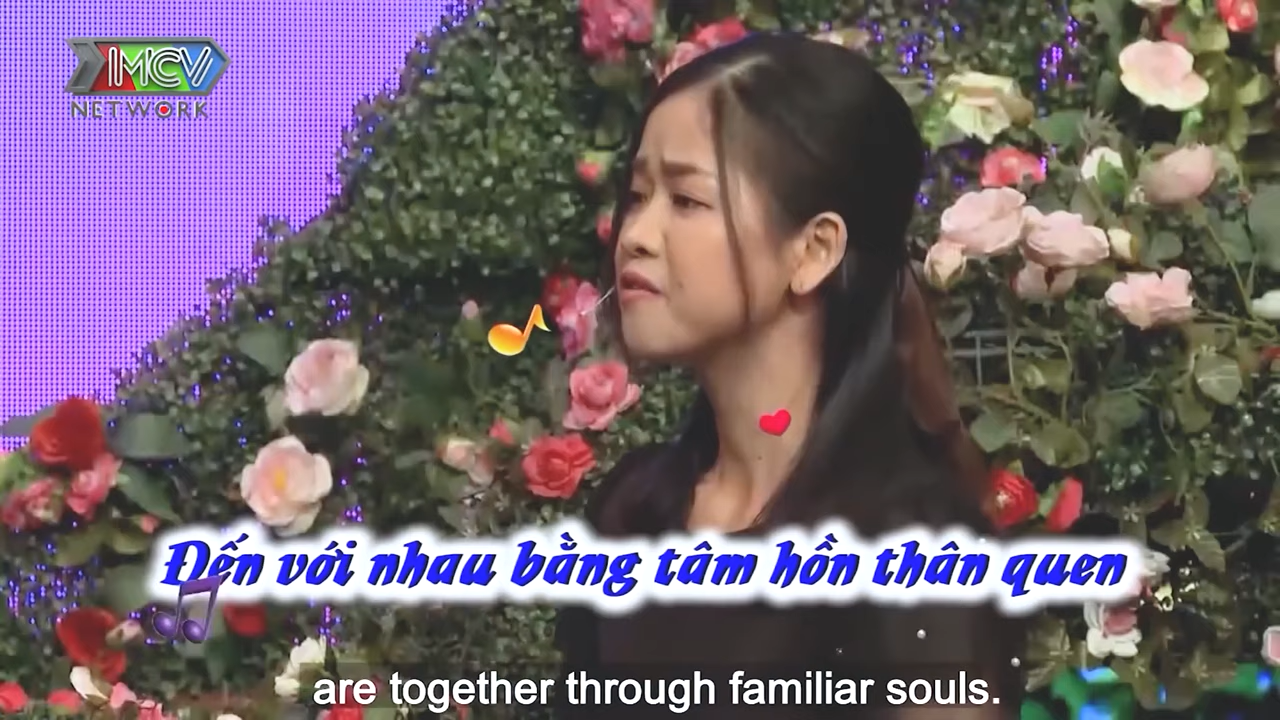 MCV
NETWORK
Đến với nhau bằng tâm hồn thân quen
are together through familiar souls.